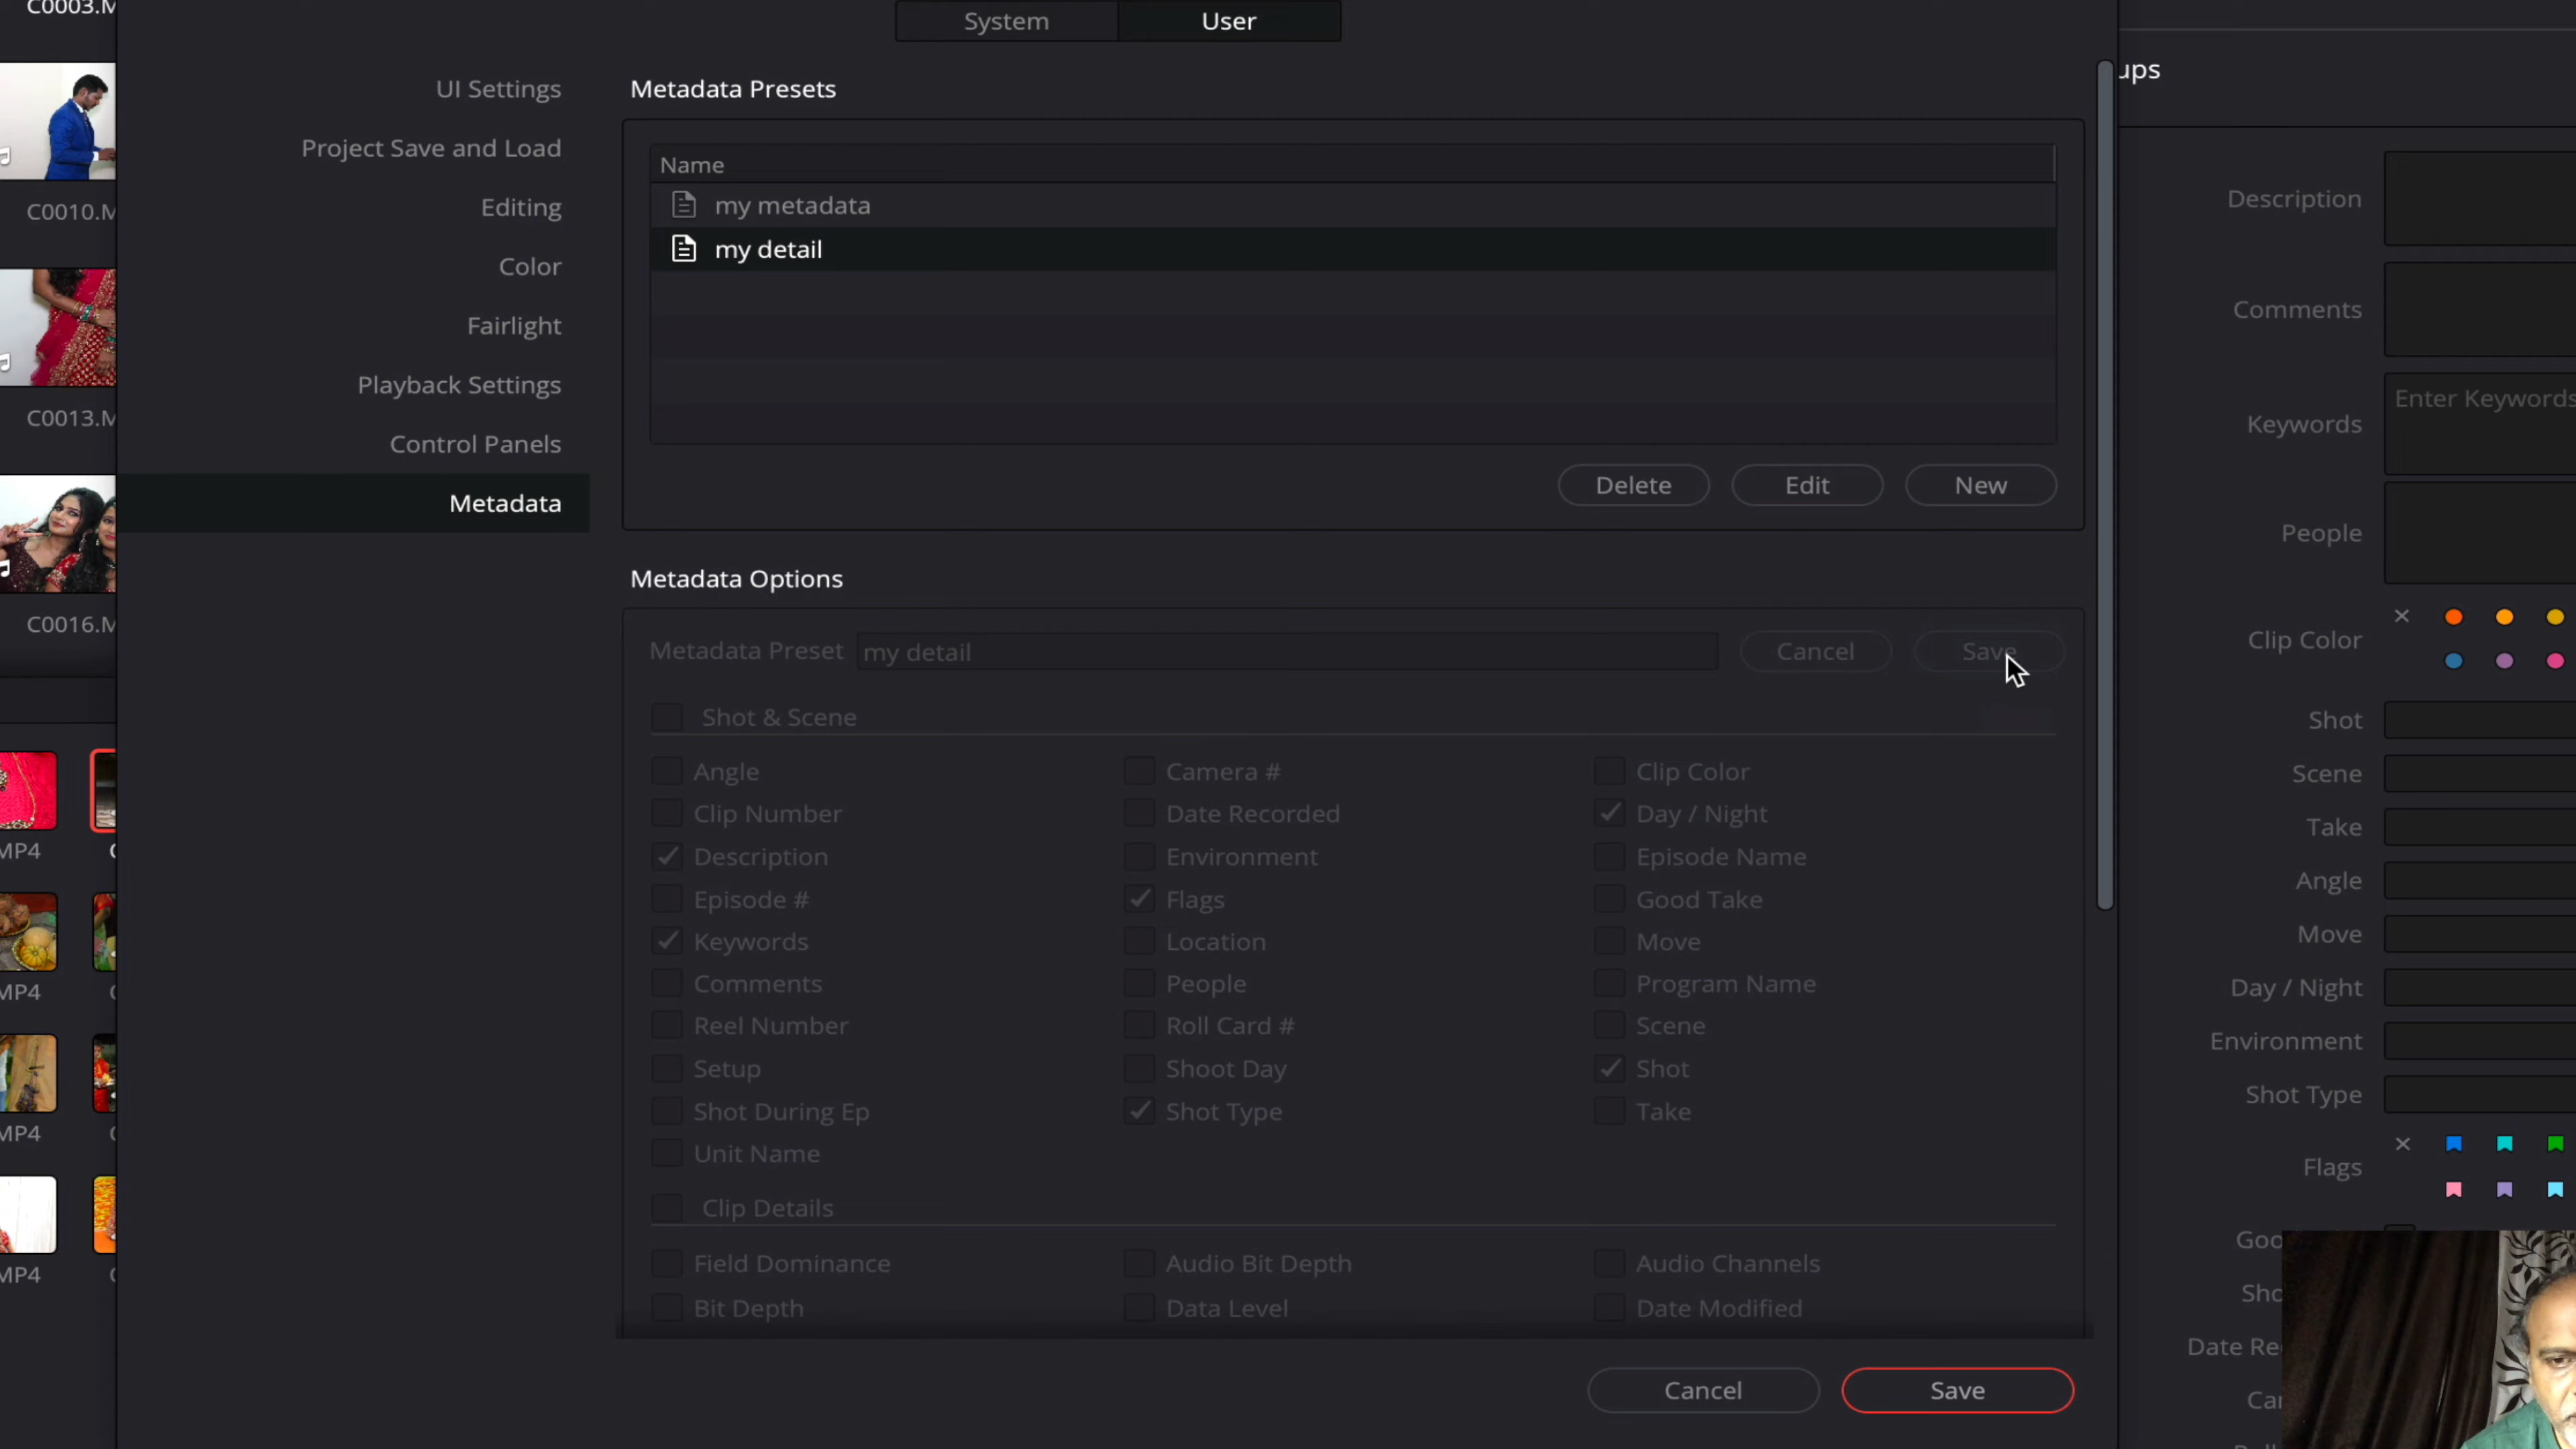 C0003.M
System
User
UI Settings
Project Save and Load
Editing
Color
Fairlight
Playback Settings
Control Panels
Metadata
Metadata Presets
Name
my metadata
my detail
Delete
Edit
New
Metadata Options
Metadata Preset
my detail
Cancel
Save
Shot & Scene
Angle
Camera #
Clip Color
Clip Number
Date Recorded
Day / Night
Description
Environment
Episode Name
Episode #
Flags
Good Take
Keywords
Location
Move
Comments
People
Program Name
Reel Number
Roll Card #
Scene
Setup
Shoot Day
Shot
Shot During Ep
Shot Type
Take
Unit Name
Clip Details
Field Dominance
Audio Bit Depth
Audio Channels
Bit Depth
Data Level
Date Modified
Cancel
Save
C0010.M
C0013.M
C0016.M
MP4
MP4
MP4
MP4
ups
Description
Comments
Keywords
Enter Keywords
People
Clip Color
Shot
Scene
Take
Angle
Move
Day / Night
Environment
Shot Type
Flags
Goo
Sho
Date Re
Ca